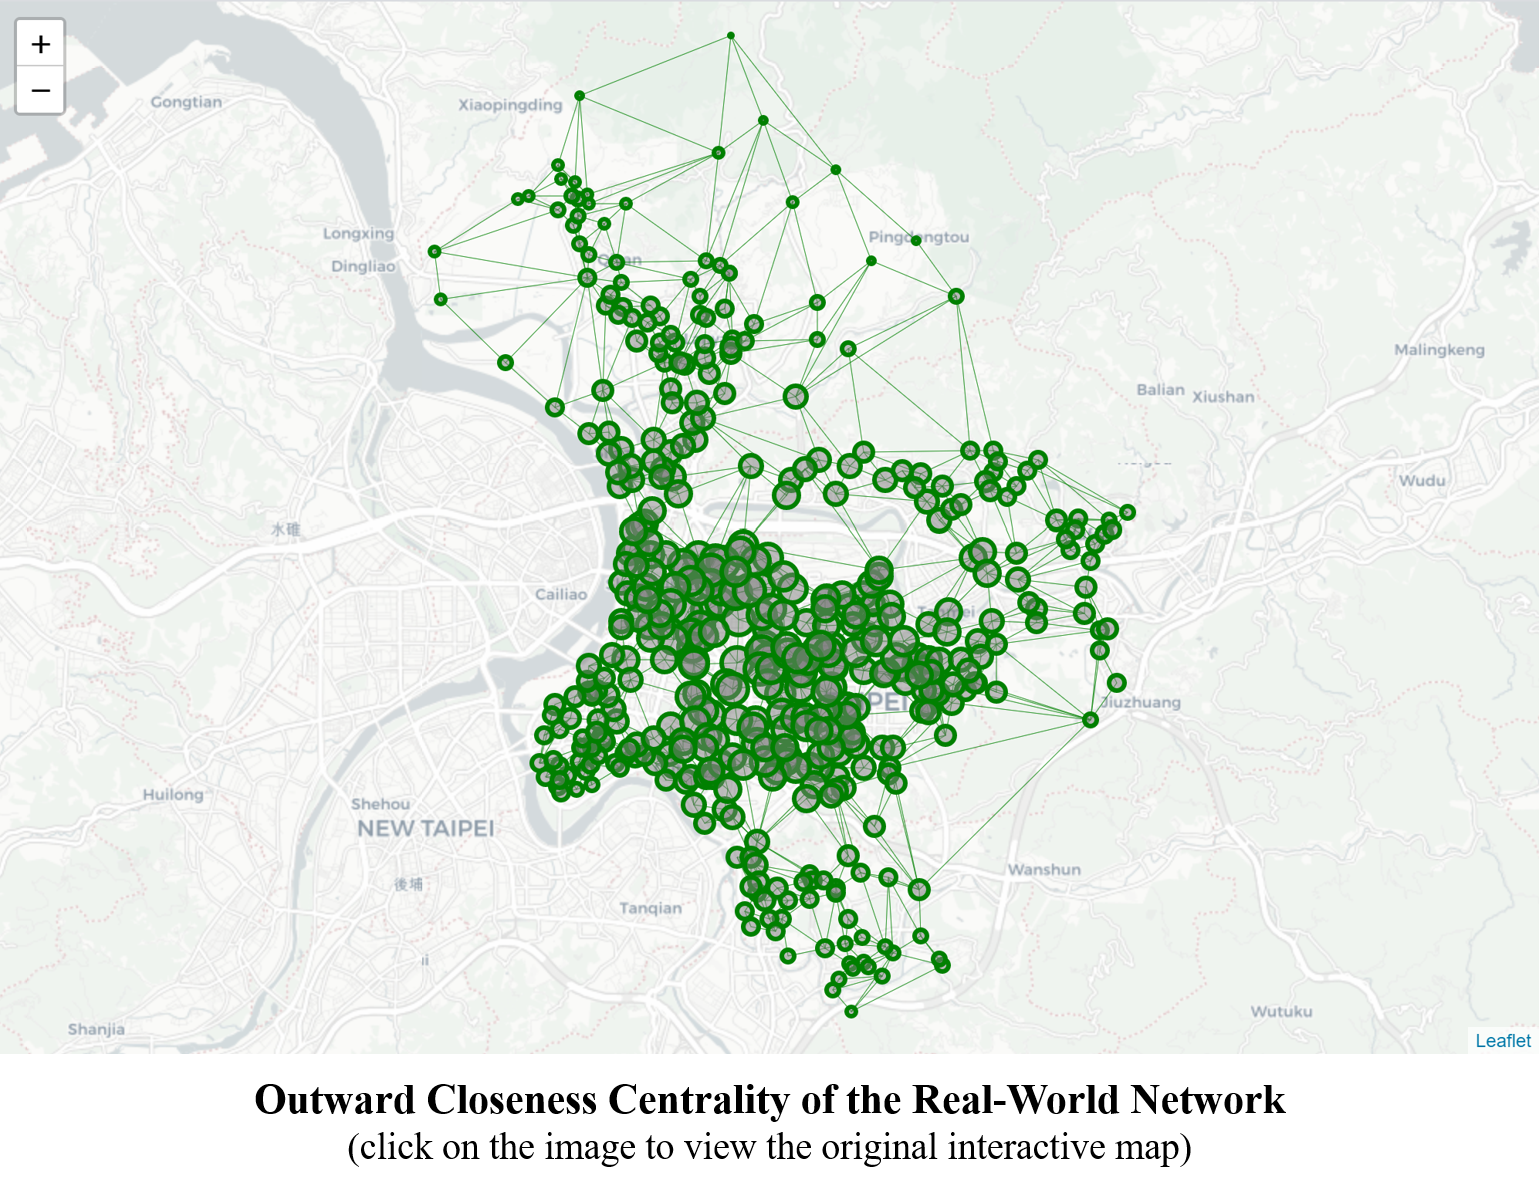 +
−
Gongtian
Xiaopingding
Longxing
Dingliao
Pingdengtou
Malingkeng
Balian
Xiushan
Wudu
水碓
Cailiao
PEI
Jiuzhuang
Huilong
Shehou
NEW TAIPEI
後埔
Wanshun
Tanqian
Wutuku
Shanjia
Leaflet
Outward Closeness Centrality of the Real-World Network
(click on the image to view the original interactive map)